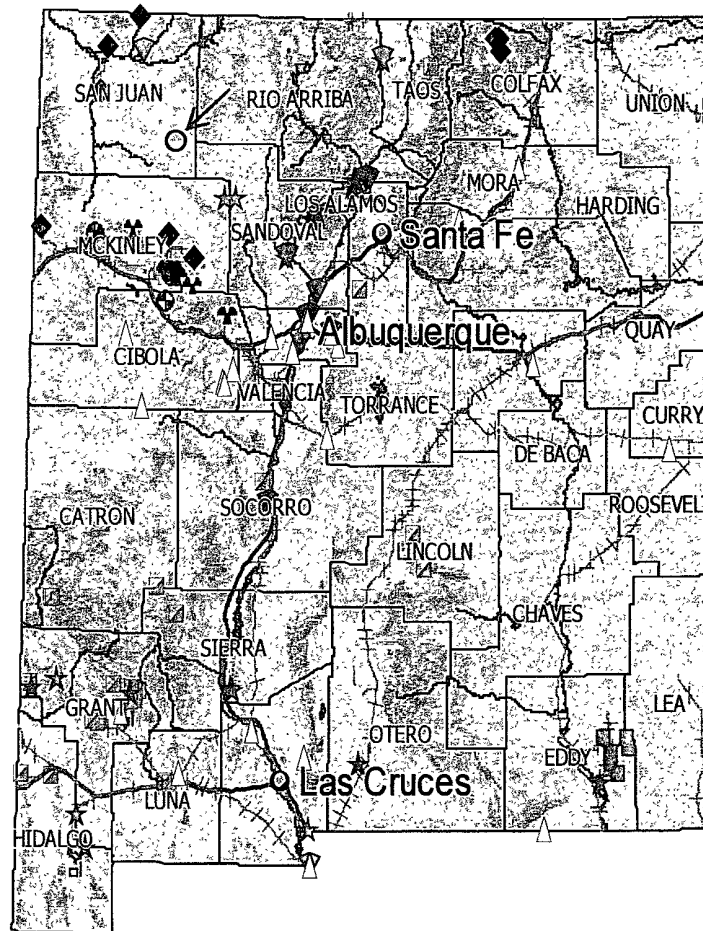 SAN JUAN
RIO ARRIBA
TAOS
COLFAX
UNION
MORA
LOS ALAMOS
HARDING
MCKINLEY
SANDOVAL
Santa Fe
Albuquerque
QUAY
CIBOLA
VALENCIA
TORRANCE
CURRY
DE BACA
SOCORRO
ROOSEVELT
CATRON
LINCOLN
CHAVES
SIERRA
GRANT
LEA
OTERO
EDDY
Las Cruces
LUNA
HIDALGO